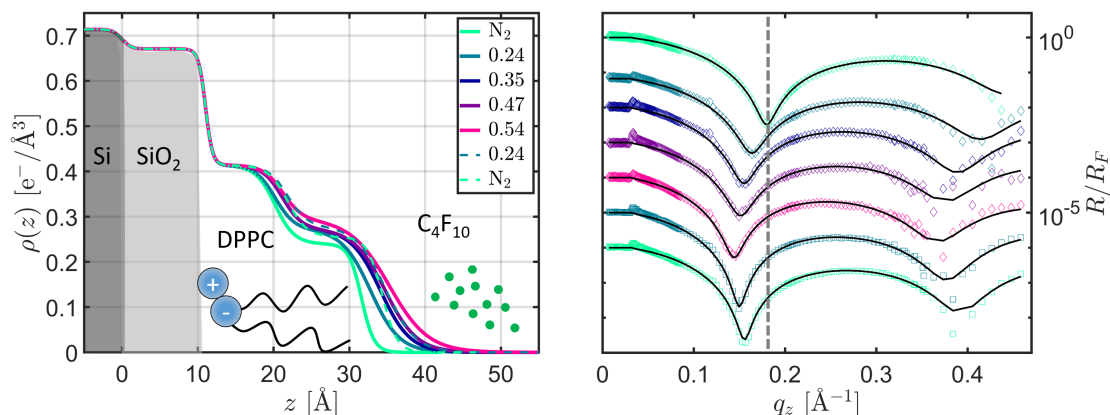 0.7
0.6
0.5
0.4
0.3
0.2
0.1
0
ρ(z) [e⁻/Å³]
Si
SiO₂
DPPC
+
-
C₄F₁₀
N₂
0.24
0.35
0.47
0.54
0.24
N₂
0 10 20 30 40 50
z [Å]
10⁰
10⁻⁵
R/R_F
0 0.1 0.2 0.3 0.4
q_z [Å⁻¹]